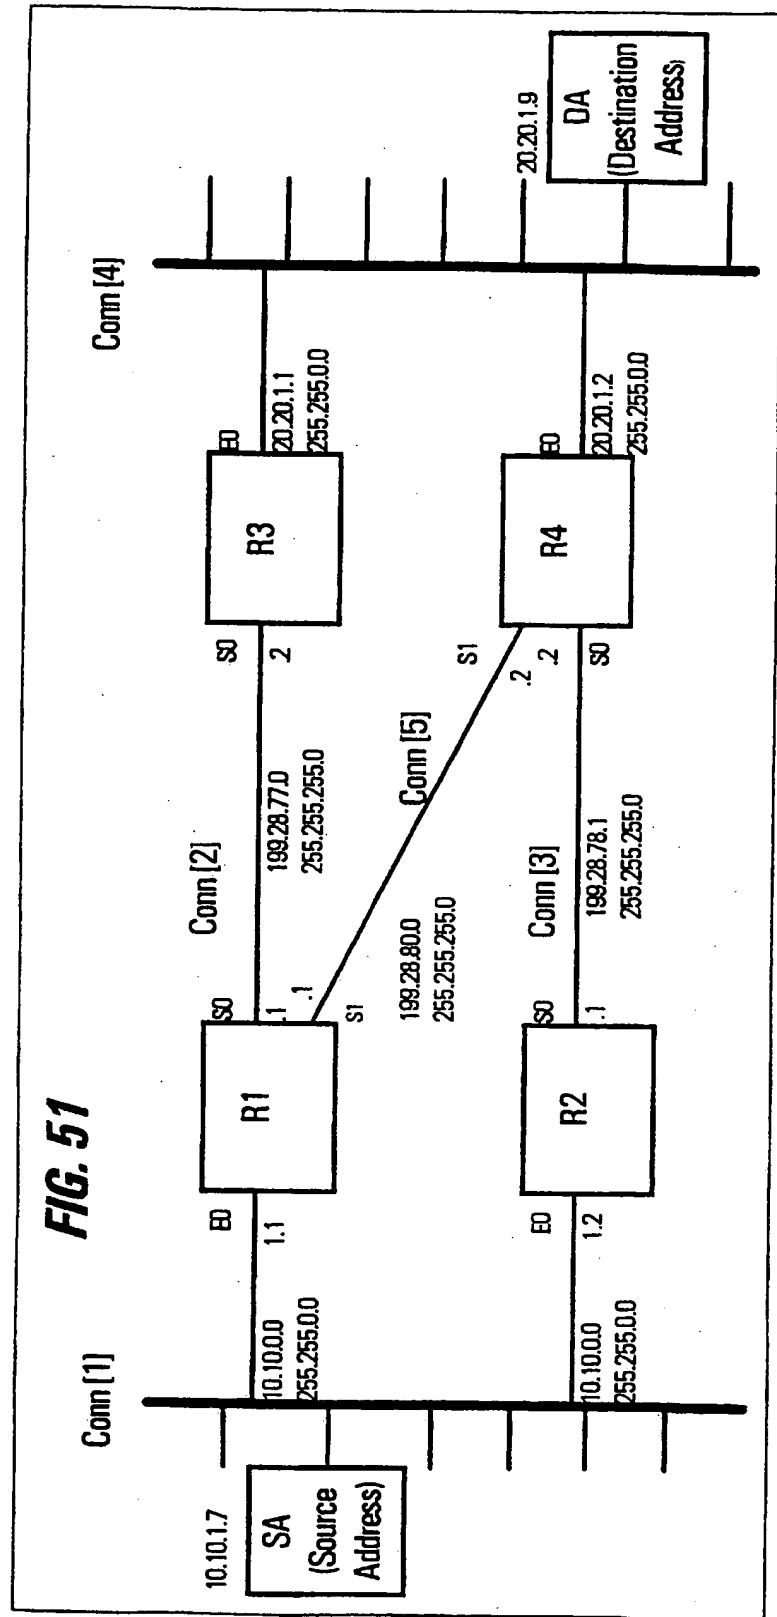 FIG. 51
Conn [1]
Conn [2]
Conn [4]
10.10.1.7
SA
(Source
Address)
10.10.0.0
255.255.0.0
E0
1.1
R1
S0
.1
.1
S1
199.28.77.0
255.255.255.0
S0
.2
R3
E0
20.20.1.1
255.255.0.0
199.28.80.0
255.255.255.0
Conn [5]
S1
.2
10.10.0.0
255.255.0.0
E0
1.2
R2
S0
.1
Conn [3]
199.28.78.1
255.255.255.0
.2
S0
R4
E0
20.20.1.2
255.255.0.0
20.20.1.9
DA
(Destination
Address)